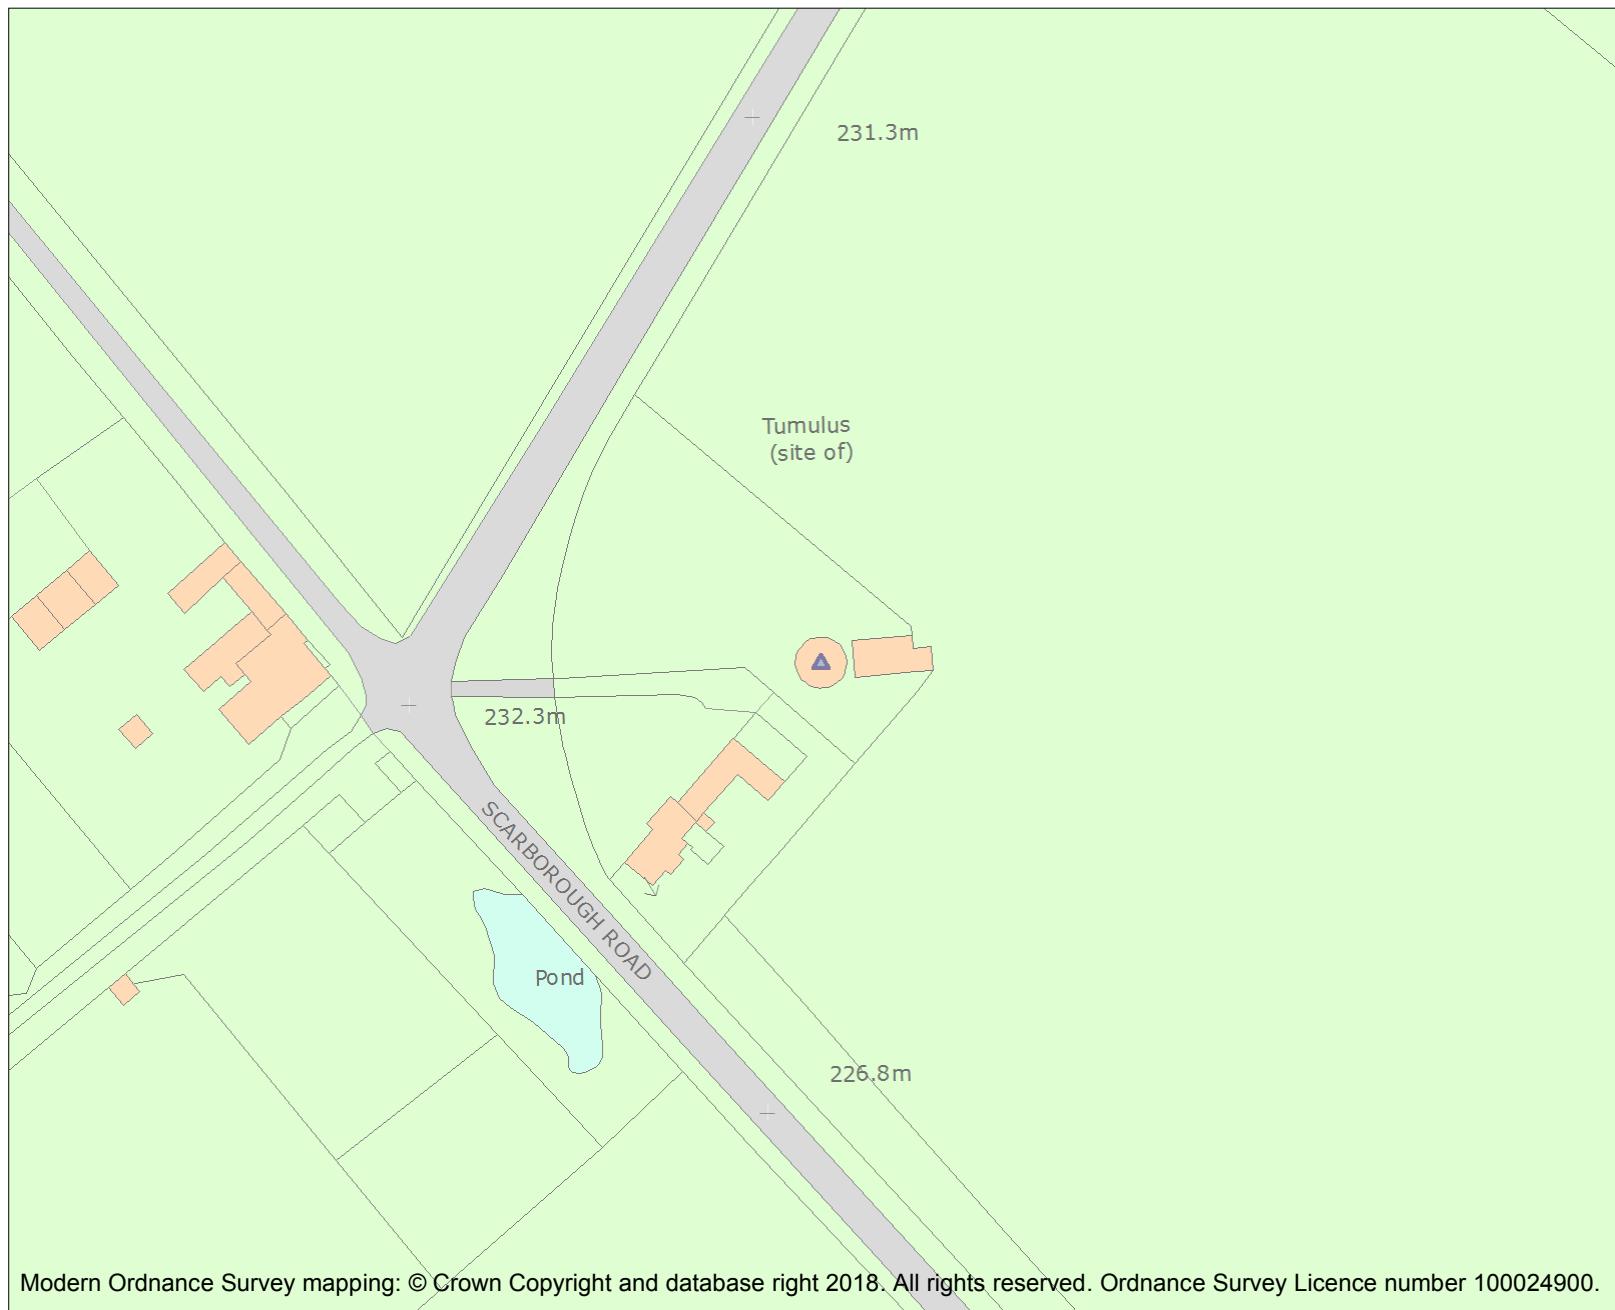 231.3m
Tumulus
(site of)
232.3m
SCARBOROUGH ROAD
Pond
226.8m
Modern Ordnance Survey mapping: © Crown Copyright and database right 2018. All rights reserved. Ordnance Survey Licence number 100024900.